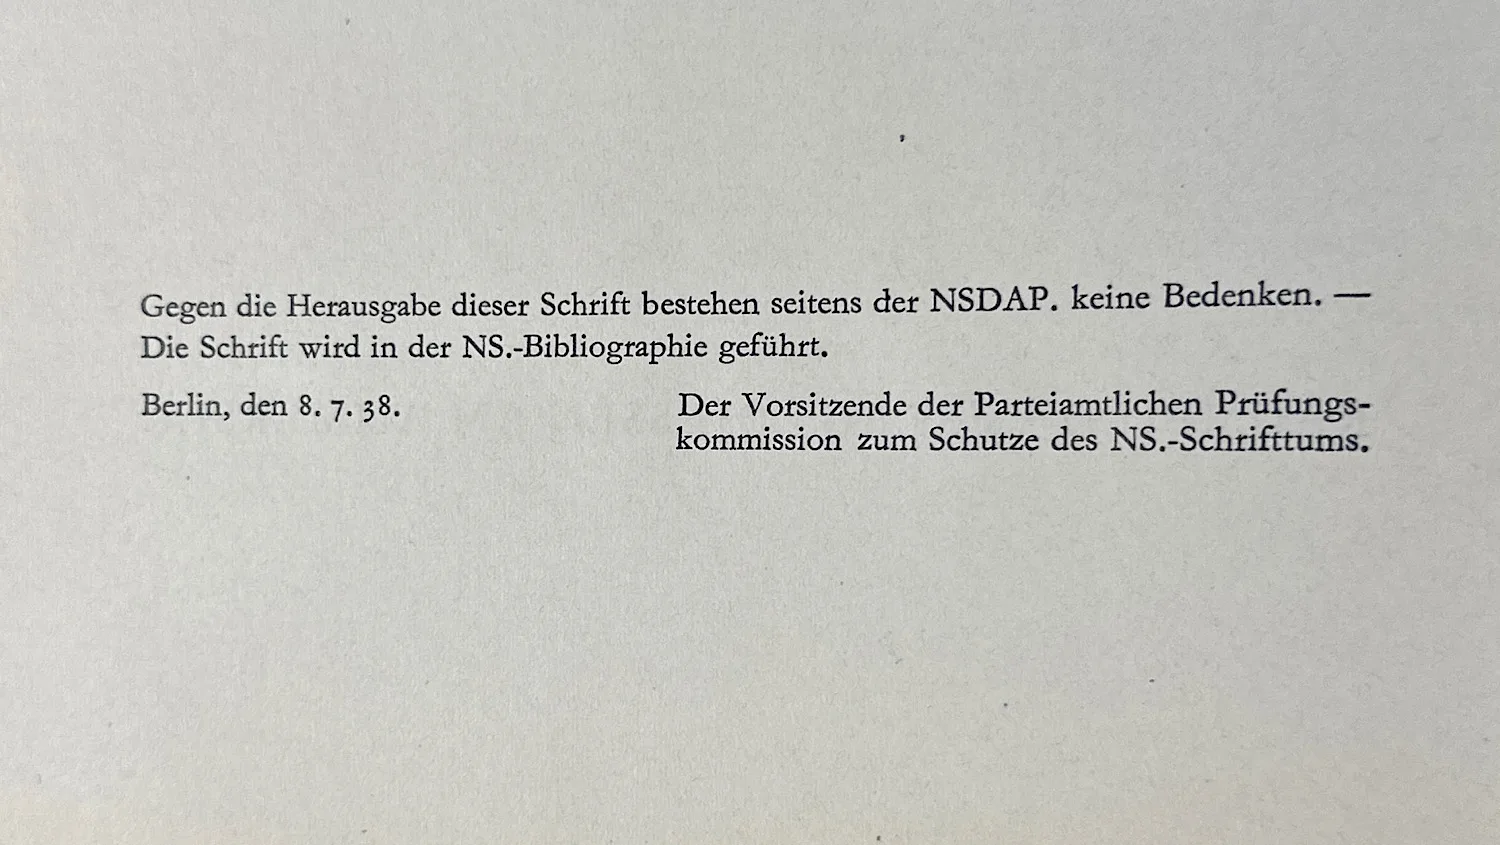 Gegen die Herausgabe dieser Schrift bestehen seitens der NSDAP. keine Bedenken. —
Die Schrift wird in der NS.-Bibliographie geführt.
Berlin, den 8. 7. 38.
Der Vorsitzende der Parteiamtlichen Prüfungs-
kommission zum Schutze des NS.-Schrifttums.